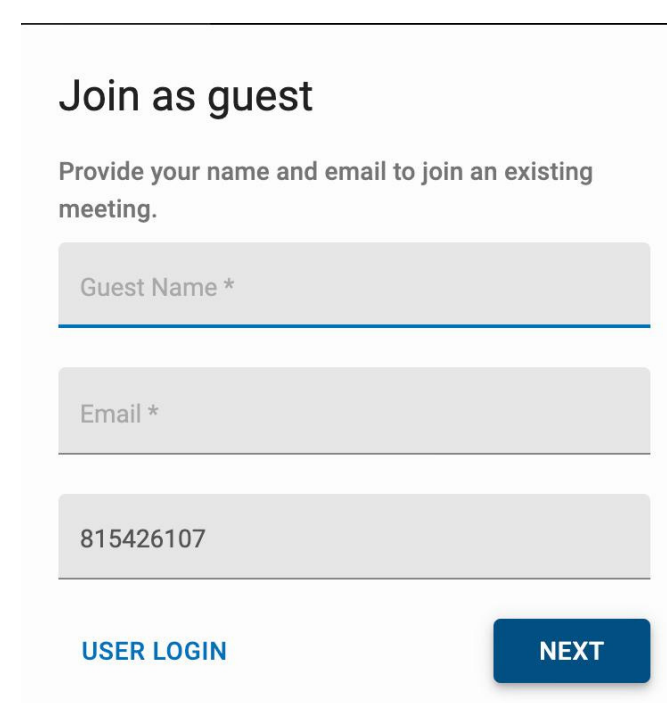 Join as guest
Provide your name and email to join an existing
meeting.
Guest Name *
Email *
815426107
USER LOGIN
NEXT